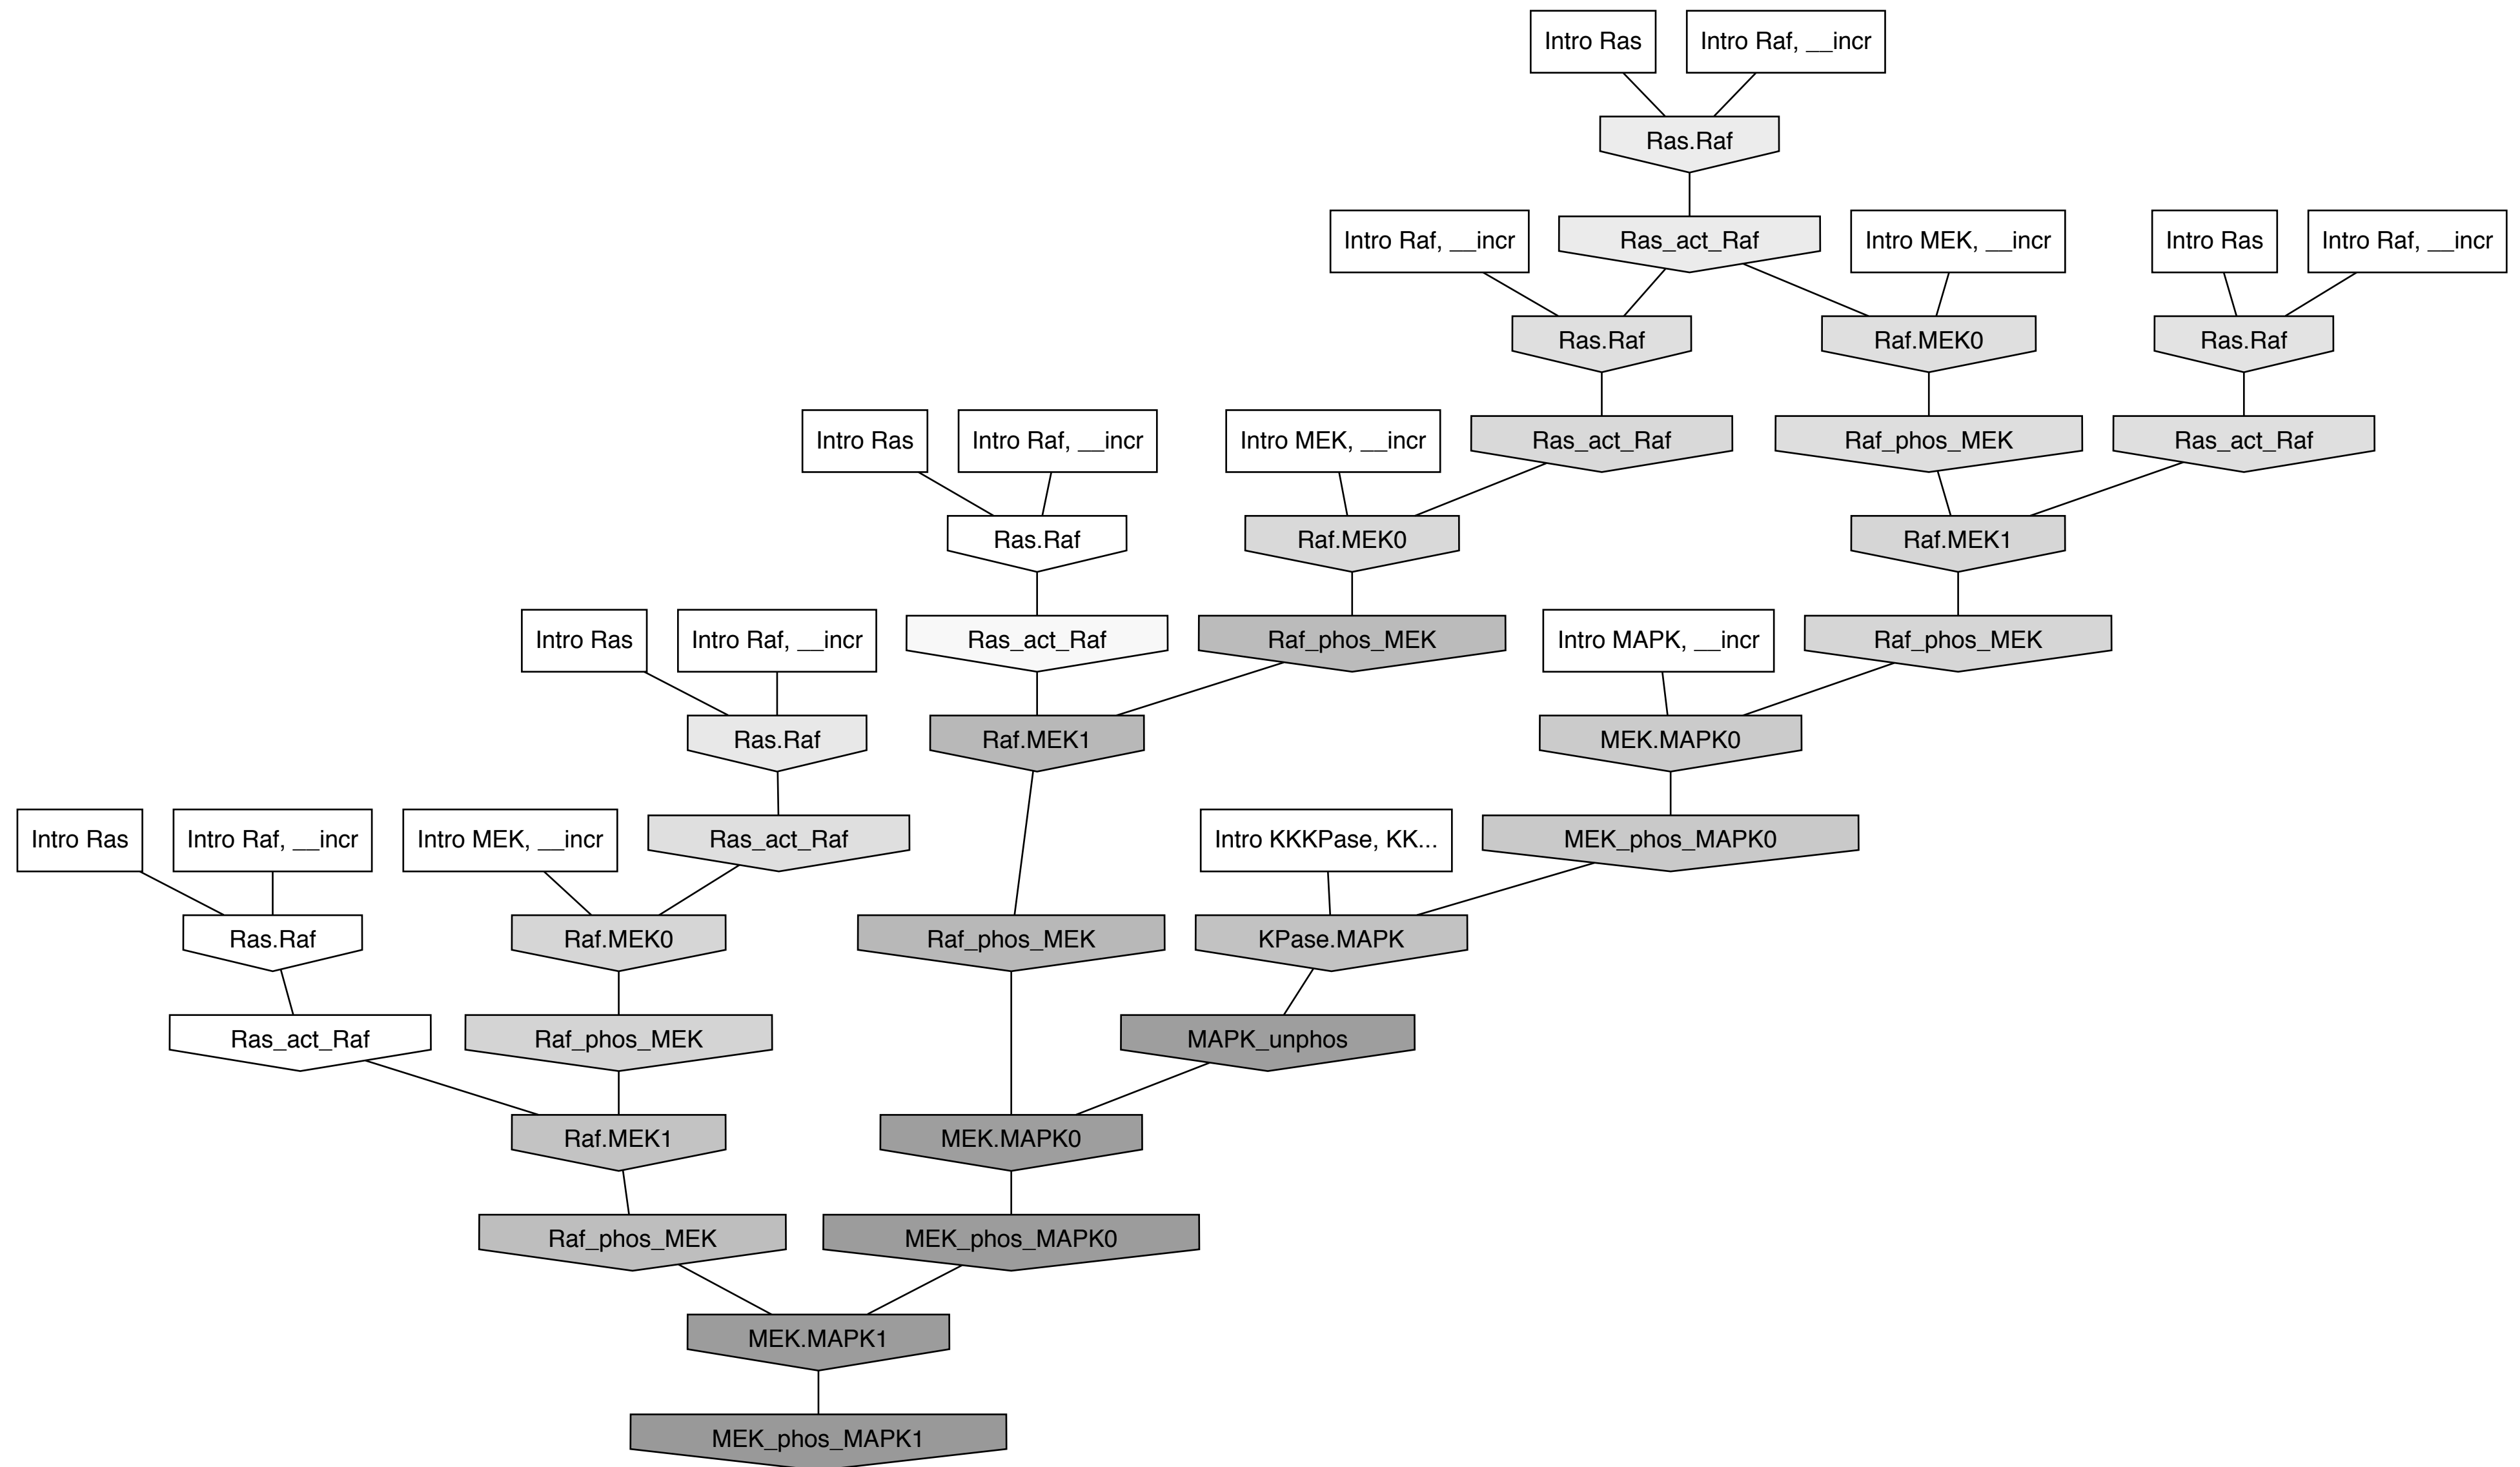 Intro Ras
Intro Raf, __incr
Ras.Raf
Intro Raf, __incr
Ras_act_Raf
Intro MEK, __incr
Intro Ras
Intro Raf, __incr
Ras.Raf
Raf.MEK0
Ras.Raf
Intro Ras
Intro Raf, __incr
Intro MEK, __incr
Ras_act_Raf
Raf_phos_MEK
Ras_act_Raf
Ras.Raf
Raf.MEK0
Raf.MEK1
Intro Ras
Intro Raf, __incr
Ras_act_Raf
Raf_phos_MEK
Intro MAPK, __incr
Raf_phos_MEK
Ras.Raf
Raf.MEK1
MEK.MAPK0
Intro Ras
Intro Raf, __incr
Intro MEK, __incr
Ras_act_Raf
Intro KKKPase, KK...
MEK_phos_MAPK0
Ras.Raf
Raf.MEK0
Raf_phos_MEK
KPase.MAPK
Ras_act_Raf
Raf_phos_MEK
MAPK_unphos
Raf.MEK1
MEK.MAPK0
Raf_phos_MEK
MEK_phos_MAPK0
MEK.MAPK1
MEK_phos_MAPK1